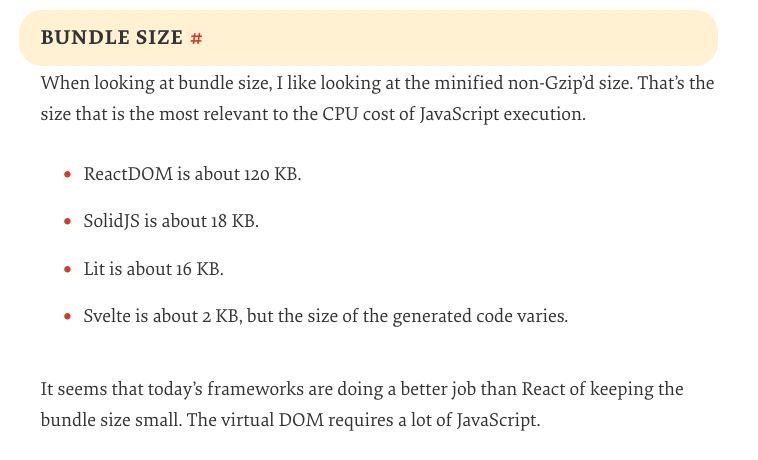 BUNDLE SIZE #
When looking at bundle size, I like looking at the minified non-Gzip’d size. That’s the
size that is the most relevant to the CPU cost of JavaScript execution.
• ReactDOM is about 120 KB.
• SolidJS is about 18 KB.
• Lit is about 16 KB.
• Svelte is about 2 KB, but the size of the generated code varies.
It seems that today’s frameworks are doing a better job than React of keeping the
bundle size small. The virtual DOM requires a lot of JavaScript.